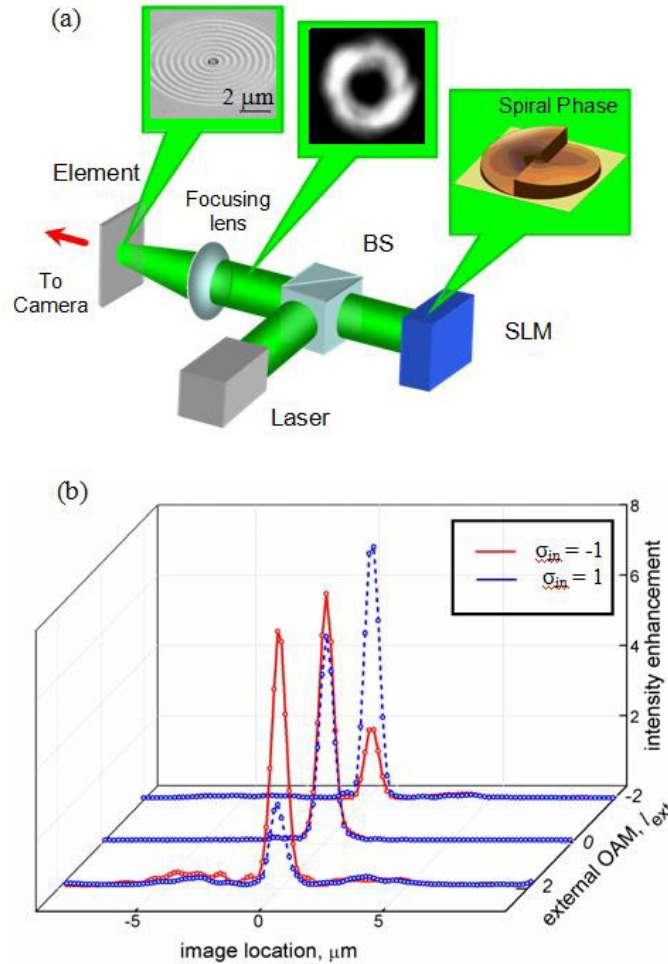 (a)
2 μm
Spiral Phase
Element
Focusing
lens
BS
To
Camera
SLM
Laser
(b)
8
σin = -1
σin = 1
6
4
2
intensity enhancement
-2
0
2
external OAM, lext
-5
0
5
image location, μm